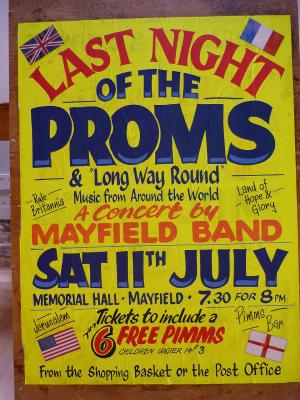 LAST NIGHT
OF THE
PROMS
& "Long Way Round"
Rule Britannia
Music from Around the World
Land of Hope & Glory
A Concert by
MAYFIELD BAND
SAT 11TH JULY
MEMORIAL HALL · MAYFIELD · 7.30 FOR 8PM
Jerusalem
Tickets to include a
Pimms Bar
£6 FREE PIMMS
CHILDREN UNDER 14 £3
From the Shopping Basket or the Post Office